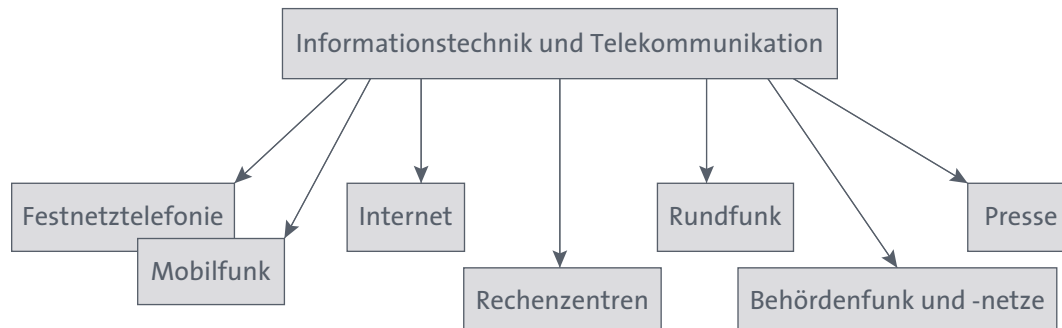 Informationstechnik und Telekommunikation
Festnetztelefonie
Internet
Rundfunk
Presse
Mobilfunk
Rechenzentren
Behördenfunk und -netze